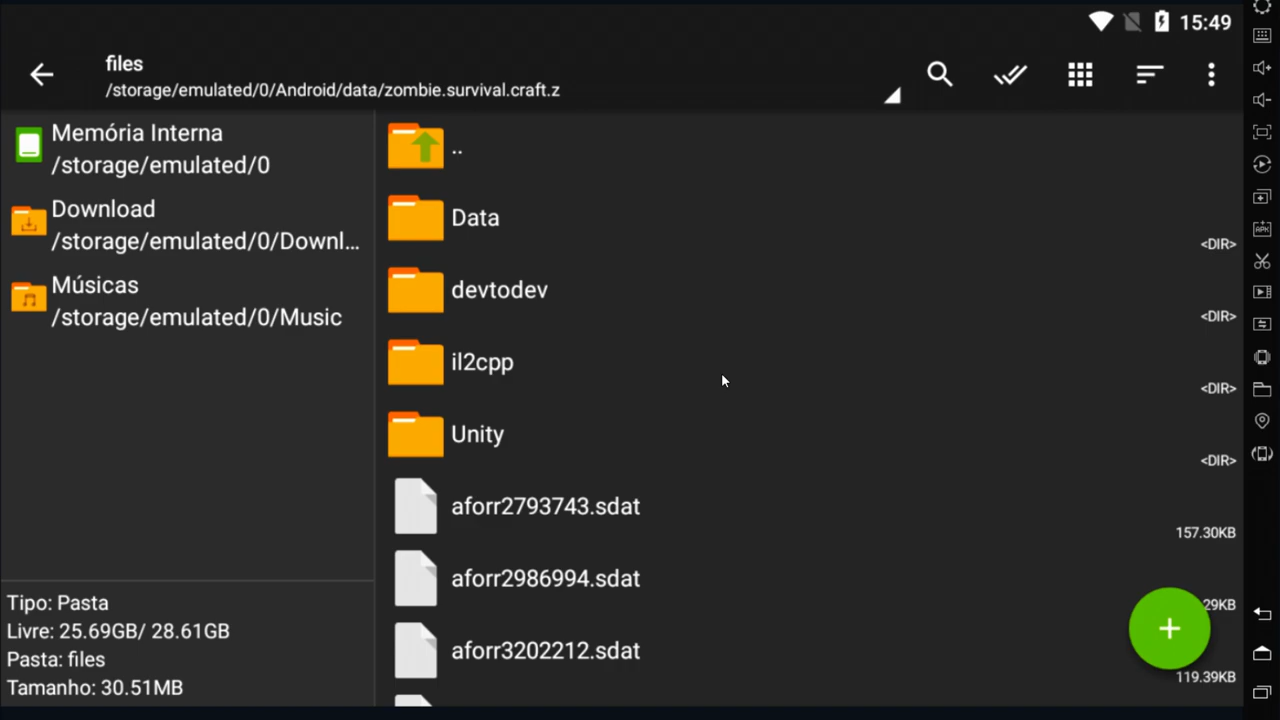 15:49
files
/storage/emulated/0/Android/data/zombie.survival.craft.z
Memória Interna
/storage/emulated/0
Download
/storage/emulated/0/Downl...
Músicas
/storage/emulated/0/Music
Tipo: Pasta
Livre: 25.69GB/ 28.61GB
Pasta: files
Tamanho: 30.51MB
..
Data
<DIR>
devtodev
<DIR>
il2cpp
<DIR>
Unity
<DIR>
aforr2793743.sdat
157.30KB
aforr2986994.sdat
29KB
aforr3202212.sdat
119.39KB
APK